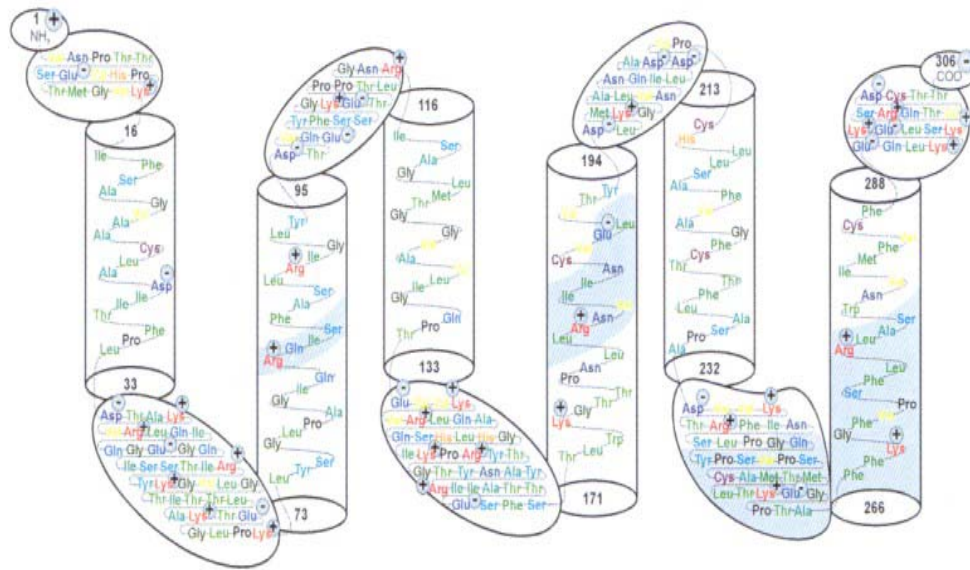 1 +
NH,
Asn Pro Thr Thr
Ser Glu - His Pro
Thr Met Gly Lys +
16
Ile
Phe
Ser
Ala
Gly
Ala
Ala
Cys
Leu
Asp -
Ala
Ile
Ile
Thr
Phe
Pro
Leu
33
Asp - Thr Ala Lys +
Arg + Leu Gln Ile
Gln Gly Glu - Gly Gln
Ile Ser Ser Thr Ile Arg +
Tyr Lys + Gly Leu Gly
Thr Ile Thr Thr Leu
Ala Lys + Thr Glu -
Gly Leu Pro Lys +
73
95
Tyr
Leu
Gly
Ile
Arg +
Leu
Ser
Ala
Phe
Ser
Ile
Gln
Arg +
Gln
Ile
Gly
Ala
Pro
Leu
Gly
Ser
Tyr
Leu
Gly Asn Arg +
Pro Pro Thr Leu
Gly Lys + Glu - Thr
Tyr Phe Ser Ser
Gln Glu -
Asp - Thr
116
Ile
Ser
Ala
Leu
Gly
Met
Thr
Gly
Ala
Leu
Ile
Gly
Gln
Pro
Thr
133
Glu - Lys +
Arg + Leu Gln Ala
Gln Ser His Leu His Gly
Ile Lys + Pro Arg + Tyr Thr
Gly Thr Tyr Asn Ala Tyr
Arg + Ile Ile Ala Thr Thr
Glu - Ser Phe Ser
171
194
Tyr
Thr
Leu
Glu -
Cys
Asn
Ile
Ile
Asn
Arg +
Leu
Leu
Asn
Pro
Thr
Thr
Gly
Lys +
Trp
Leu
Thr
Pro
Ala Asp - Asp -
Asn Gln Ile Leu
Ala Leu Asn
Met Lys + Gly
Asp - Leu
213
Cys
His
Leu
Leu
Ser
Ala
Phe
Ala
Gly
Phe
Cys
Thr
Thr
Phe
Leu
Ala
Ser
Pro
Ala
232
Asp - Lys +
Thr Arg + Phe Ile Asn
Ser Leu Pro Gly Gln
Tyr Pro Ser Pro Ser
Cys Ala Met Thr Met
Leu Thr Lys + Glu - Gly
Pro Thr Ala
266
288
Phe
Cys
Phe
Met
Ile
Asn
Trp
Ser
Ala
Leu
Arg +
Leu
Phe
Ser
Pro
Phe
Gly
Lys +
Phe
Phe
306 -
COO
Asp - Cys Thr Thr
Ser Arg + Gln Thr
Lys + Glu - Leu Ser Lys +
Glu - Gln Leu Lys +